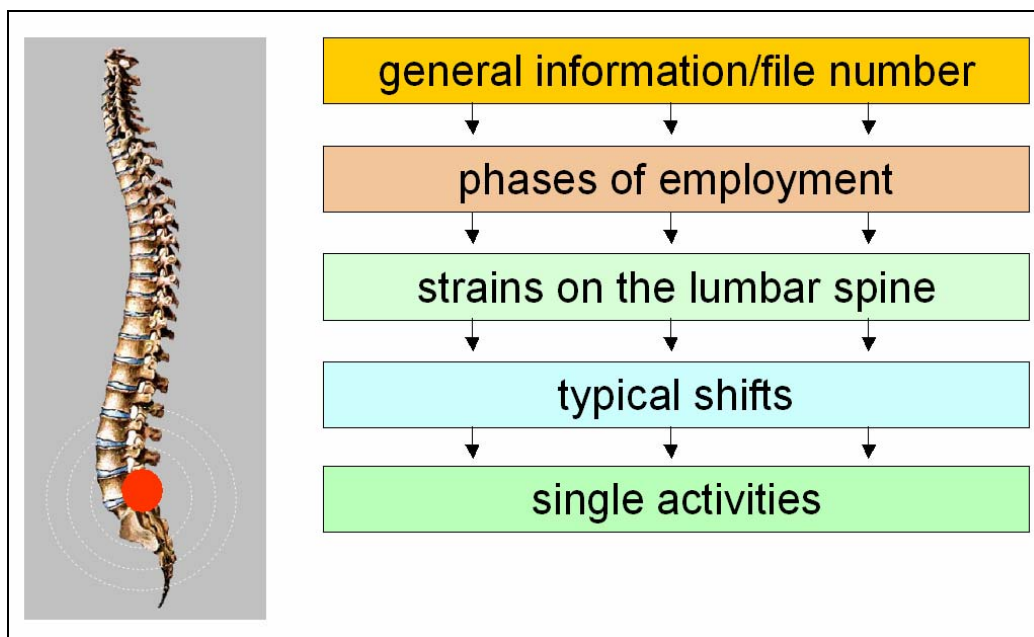 general information/file number
phases of employment
strains on the lumbar spine
typical shifts
single activities